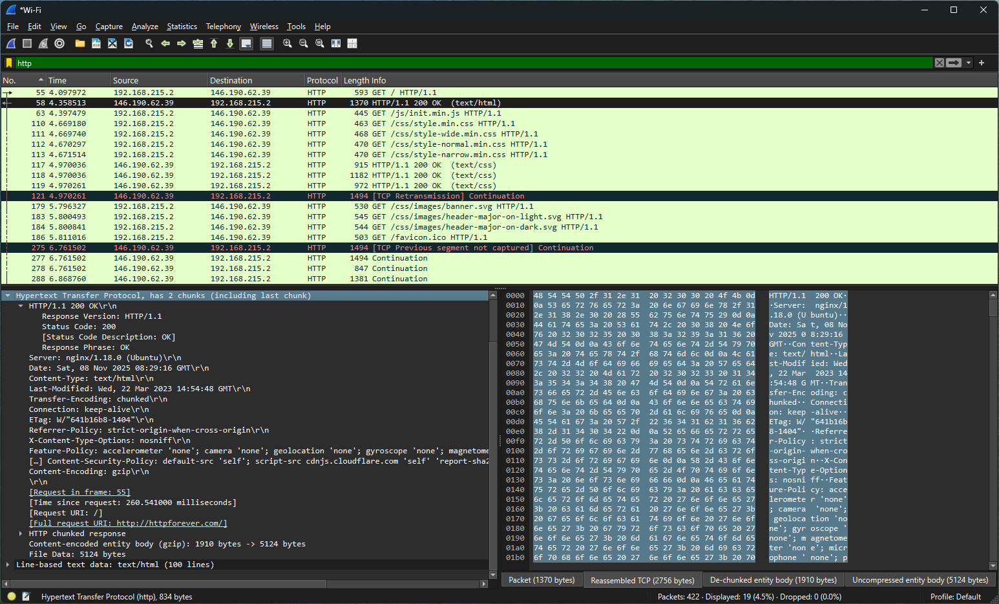 *Wi-Fi
File Edit View Go Capture Analyze Statistics Telephony Wireless Tools Help
http
No. Time Source Destination Protocol Length Info
55 4.097972 192.168.215.2 146.190.62.39 HTTP 593 GET / HTTP/1.1
58 4.358513 146.190.62.39 192.168.215.2 HTTP 1370 HTTP/1.1 200 OK (text/html)
63 4.397479 192.168.215.2 146.190.62.39 HTTP 445 GET /js/init.min.js HTTP/1.1
110 4.669180 192.168.215.2 146.190.62.39 HTTP 463 GET /css/style.min.css HTTP/1.1
111 4.669740 192.168.215.2 146.190.62.39 HTTP 468 GET /css/style-wide.min.css HTTP/1.1
112 4.670297 192.168.215.2 146.190.62.39 HTTP 470 GET /css/style-normal.min.css HTTP/1.1
113 4.671514 192.168.215.2 146.190.62.39 HTTP 470 GET /css/style-narrow.min.css HTTP/1.1
117 4.970036 146.190.62.39 192.168.215.2 HTTP 915 HTTP/1.1 200 OK (text/css)
118 4.970036 146.190.62.39 192.168.215.2 HTTP 1182 HTTP/1.1 200 OK (text/css)
119 4.970261 146.190.62.39 192.168.215.2 HTTP 972 HTTP/1.1 200 OK (text/css)
121 4.970261 146.190.62.39 192.168.215.2 HTTP 1494 [TCP Retransmission] Continuation
179 5.796327 192.168.215.2 146.190.62.39 HTTP 530 GET /css/images/banner.svg HTTP/1.1
183 5.800493 192.168.215.2 146.190.62.39 HTTP 545 GET /css/images/header-major-on-light.svg HTTP/1.1
184 5.800841 192.168.215.2 146.190.62.39 HTTP 544 GET /css/images/header-major-on-dark.svg HTTP/1.1
186 5.811016 192.168.215.2 146.190.62.39 HTTP 503 GET /favicon.ico HTTP/1.1
275 6.761502 146.190.62.39 192.168.215.2 HTTP 1494 [TCP Previous segment not captured] Continuation
277 6.761502 146.190.62.39 192.168.215.2 HTTP 1494 Continuation
278 6.761502 146.190.62.39 192.168.215.2 HTTP 847 Continuation
288 6.868760 146.190.62.39 192.168.215.2 HTTP 1381 Continuation
Hypertext Transfer Protocol, has 2 chunks (including last chunk)
HTTP/1.1 200 OK\r\n
Response Version: HTTP/1.1
Status Code: 200
[Status Code Description: OK]
Response Phrase: OK
Server: nginx/1.18.0 (Ubuntu)\r\n
Date: Sat, 08 Nov 2025 08:29:16 GMT\r\n
Content-Type: text/html\r\n
Last-Modified: Wed, 22 Mar 2023 14:54:48 GMT\r\n
Transfer-Encoding: chunked\r\n
Connection: keep-alive\r\n
ETag: W/"641b16b8-1404"\r\n
Referrer-Policy: strict-origin-when-cross-origin\r\n
X-Content-Type-Options: nosniff\r\n
Feature-Policy: accelerometer 'none'; camera 'none'; geolocation 'none'; gyroscope 'none'; magnetome
[…] Content-Security-Policy: default-src 'self'; script-src cdnjs.cloudflare.com 'self' 'report-sha2
Content-Encoding: gzip\r\n
\r\n
[Request in frame: 55]
[Time since request: 260.541000 milliseconds]
[Request URI: /]
[Full request URI: http://httpforever.com/]
HTTP chunked response
Content-encoded entity body (gzip): 1910 bytes -> 5124 bytes
File Data: 5124 bytes
Line-based text data: text/html (100 lines)
0000 48 54 54 50 2f 31 2e 31 20 32 30 30 20 4f 4b 0d HTTP/1.1 200 OK·
0010 0a 53 65 72 76 65 72 3a 20 6e 67 69 6e 78 2f 31 ·Server: nginx/1
0020 2e 31 38 2e 30 20 28 55 62 75 6e 74 75 29 0d 0a .18.0 (U buntu)··
0030 44 61 74 65 3a 20 53 61 74 2c 20 30 38 20 4e 6f Date: Sa t, 08 No
0040 76 20 32 30 32 35 20 30 38 3a 32 39 3a 31 36 20 v 2025 0 8:29:16
0050 47 4d 54 0d 0a 43 6f 6e 74 65 6e 74 2d 54 79 70 GMT··Con tent-Typ
0060 65 3a 20 74 65 78 74 2f 68 74 6d 6c 0d 0a 4c 61 e: text/ html··La
0070 73 74 2d 4d 6f 64 69 66 69 65 64 3a 20 57 65 64 st-Modif ied: Wed
0080 2c 20 32 32 20 4d 61 72 20 32 30 32 33 20 31 34 , 22 Mar 2023 14
0090 3a 35 34 3a 34 38 20 47 4d 54 0d 0a 54 72 61 6e :54:48 G MT··Tran
00a0 73 66 65 72 2d 45 6e 63 6f 64 69 6e 67 3a 20 63 sfer-Enc oding: c
00b0 68 75 6e 6b 65 64 0d 0a 43 6f 6e 6e 65 63 74 69 hunked·· Connecti
00c0 6f 6e 3a 20 6b 65 65 70 2d 61 6c 69 76 65 0d 0a on: keep -alive··
00d0 45 54 61 67 3a 20 57 2f 22 36 34 31 62 31 36 62 ETag: W/ "641b16b
00e0 38 2d 31 34 30 34 22 0d 0a 52 65 66 65 72 72 65 8-1404"· ·Referre
00f0 72 2d 50 6f 6c 69 63 79 3a 20 73 74 72 69 63 74 r-Policy : strict
0100 2d 6f 72 69 67 69 6e 2d 77 68 65 6e 2d 63 72 6f -origin- when-cro
0110 73 73 2d 6f 72 69 67 69 6e 0d 0a 58 2d 43 6f 6e ss-origi n··X-Con
0120 74 65 6e 74 2d 54 79 70 65 2d 4f 70 74 69 6f 6e tent-Typ e-Option
0130 73 3a 20 6e 6f 73 6e 69 66 66 0d 0a 46 65 61 74 s: nosni ff··Feat
0140 75 72 65 2d 50 6f 6c 69 63 79 3a 20 61 63 63 65 ure-Poli cy: acce
0150 6c 65 72 6f 6d 65 74 65 72 20 27 6e 6f 6e 65 27 leromete r 'none'
0160 3b 20 63 61 6d 65 72 61 20 27 6e 6f 6e 65 27 3b ; camera 'none';
0170 20 67 65 6f 6c 6f 63 61 74 69 6f 6e 20 27 6e 6f geoloca tion 'no
0180 6e 65 27 3b 20 67 79 72 6f 73 63 6f 70 65 20 27 ne'; gyr oscope '
0190 6e 6f 6e 65 27 3b 20 6d 61 67 6e 65 74 6f 6d 65 none'; m agnetome
01a0 74 65 72 20 27 6e 6f 6e 65 27 3b 20 6d 69 63 72 ter 'non e'; micr
01b0 6f 70 68 6f 6e 65 20 27 6e 6f 6e 65 27 3b 20 70 ophone ' none'; p
Packet (1370 bytes) Reassembled TCP (2756 bytes) De-chunked entity body (1910 bytes) Uncompressed entity body (5124 bytes)
Hypertext Transfer Protocol (http), 834 bytes Packets: 422 · Displayed: 19 (4.5%) · Dropped: 0 (0.0%) Profile: Default